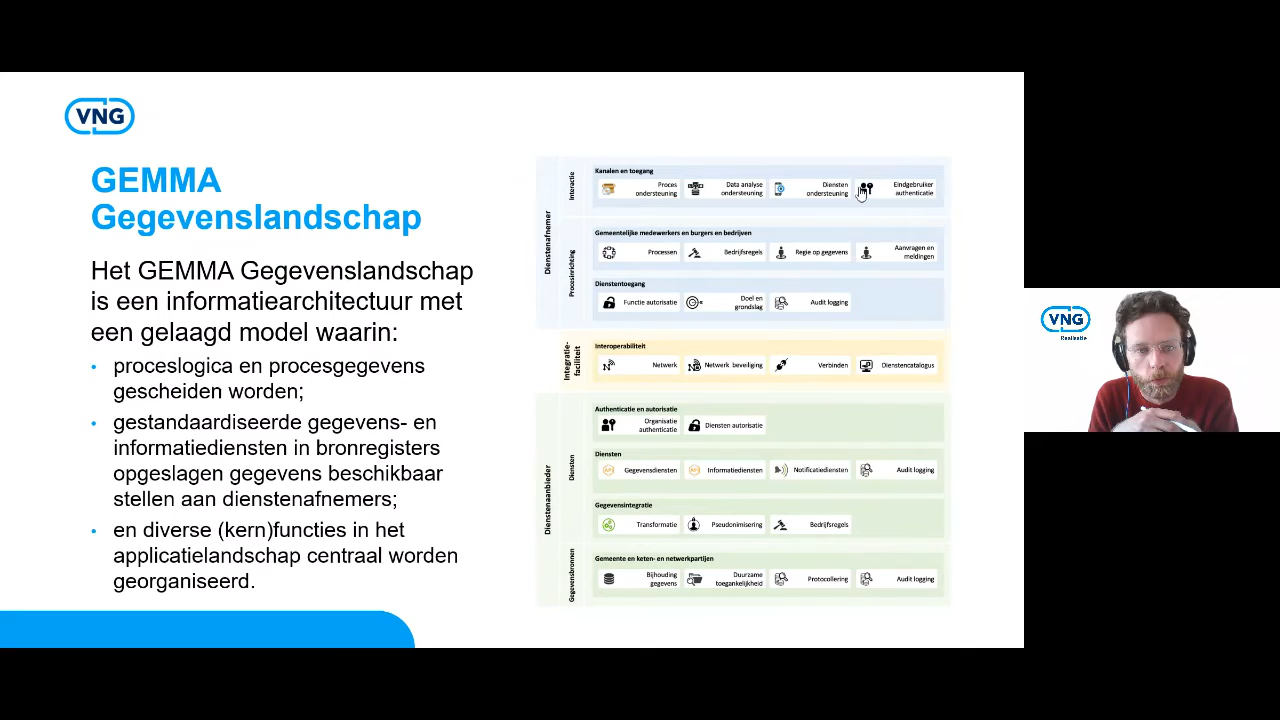 VNG
GEMMA
Gegevenslandschap
Het GEMMA Gegevenslandschap
is een informatiearchitectuur met
een gelaagd model waarin:
• proceslogica en procesgegevens
gescheiden worden;
• gestandaardiseerde gegevens- en
informatiediensten in bronregisters
opgeslagen gegevens beschikbaar
stellen aan dienstenafnemers;
• en diverse (kern)functies in het
applicatielandschap centraal worden
georganiseerd.
Dienstenafnemer
Interactie
Kanalen en toegang
Proces
ondersteuning
Data analyse
ondersteuning
Diensten
ondersteuning
Eindgebruiker
authenticatie
Procesinrichting
Gemeentelijke medewerkers en burgers en bedrijven
Processen
Bedrijfsregels
Regie op gegevens
Aanvragen en
meldingen
Dienstentoegang
Functie autorisatie
Doel en
grondslag
Audit logging
Integratie-
faciliteit
Interoperabiliteit
Netwerk
Netwerk beveiliging
Verbinden
Dienstencatalogus
Dienstenaanbieder
Diensten
Authenticatie en autorisatie
Organisatie
authenticatie
Diensten autorisatie
Diensten
API
Gegevensdiensten
API
Informatiediensten
Notificatiediensten
Audit logging
Gegevensintegratie
Transformatie
Pseudonimisering
Bedrijfsregels
Gegevensbronnen
Gemeente en keten- en netwerkpartijen
Bijhouding
gegevens
Duurzame
toegankelijkheid
Protocollering
Audit logging
VNG
Realisatie